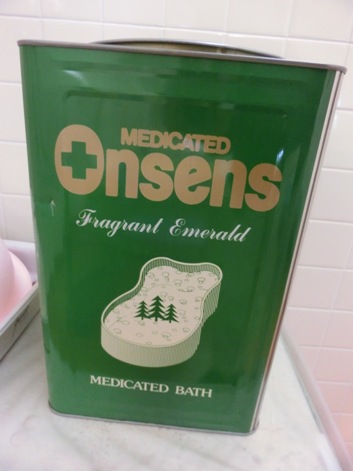 MEDICATED
Onsens
Fragrant Emerald
MEDICATED BATH